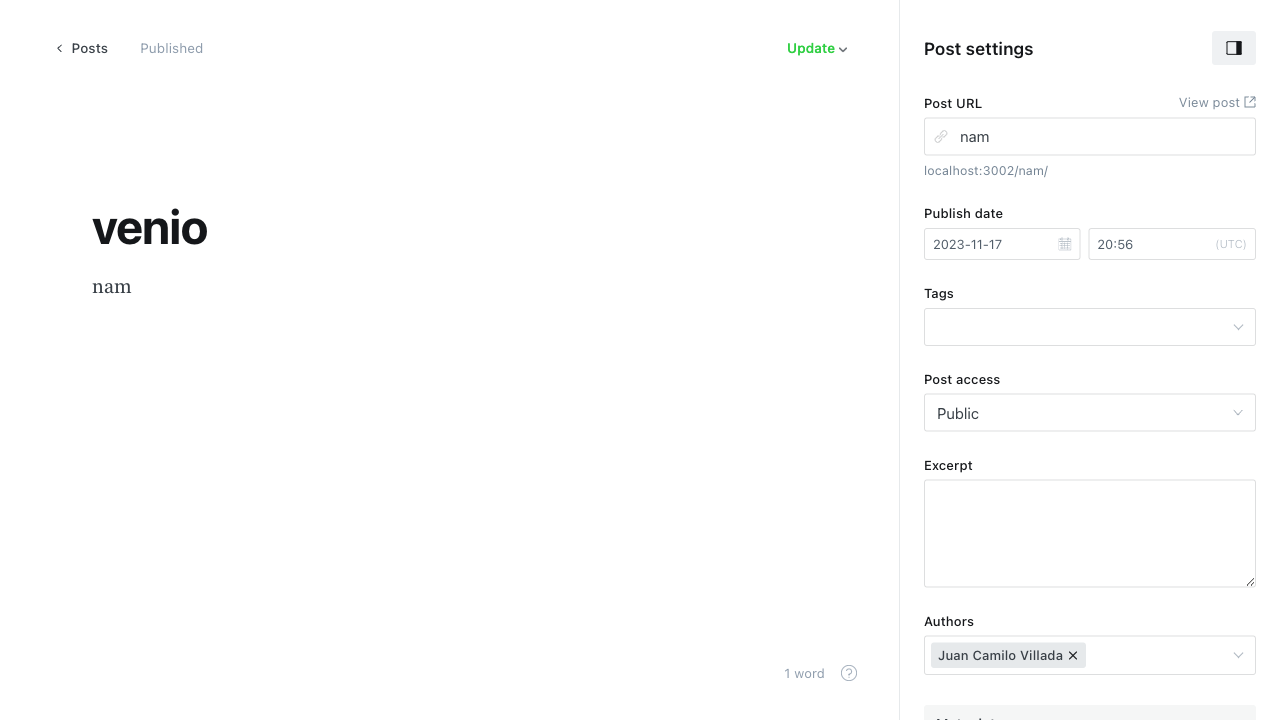 Posts
Published
Update
Post settings
Post URL
View post
nam
localhost:3002/nam/
venio
nam
Publish date
2023-11-17
20:56
(UTC)
Tags
Post access
Public
Excerpt
Authors
Juan Camilo Villada
1 word